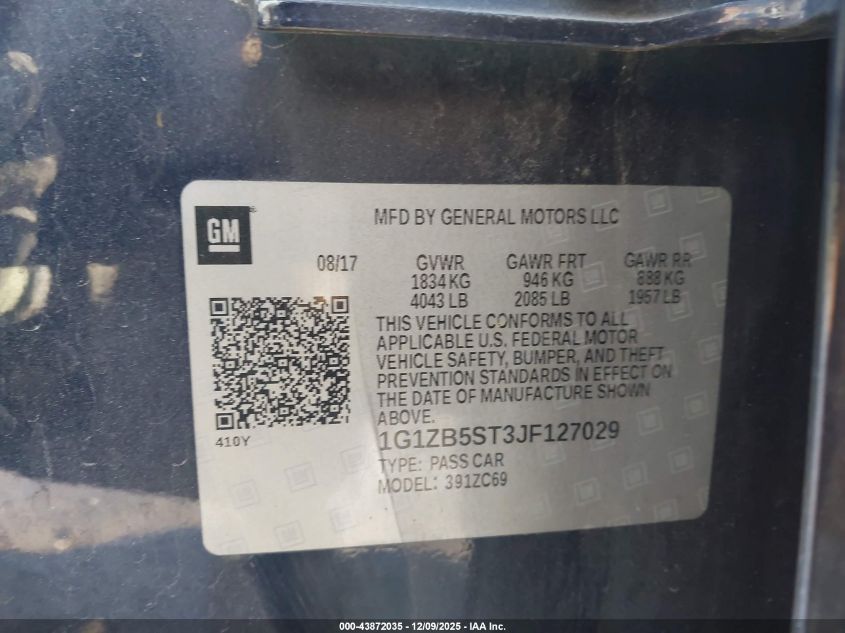 GM®
MFD BY GENERAL MOTORS LLC
08/17 GVWR GAWR FRT GAWR RR
1834 KG 946 KG 888 KG
4043 LB 2085 LB 1957 LB
THIS VEHICLE CONFORMS TO ALL
APPLICABLE U.S. FEDERAL MOTOR
VEHICLE SAFETY, BUMPER, AND THEFT
PREVENTION STANDARDS IN EFFECT ON
THE DATE OF MANUFACTURE SHOWN
ABOVE.
410Y
1G1ZB5ST3JF127029
TYPE: PASS CAR
MODEL: 391ZC69
000-43872035 - 12/09/2025 - IAA Inc.